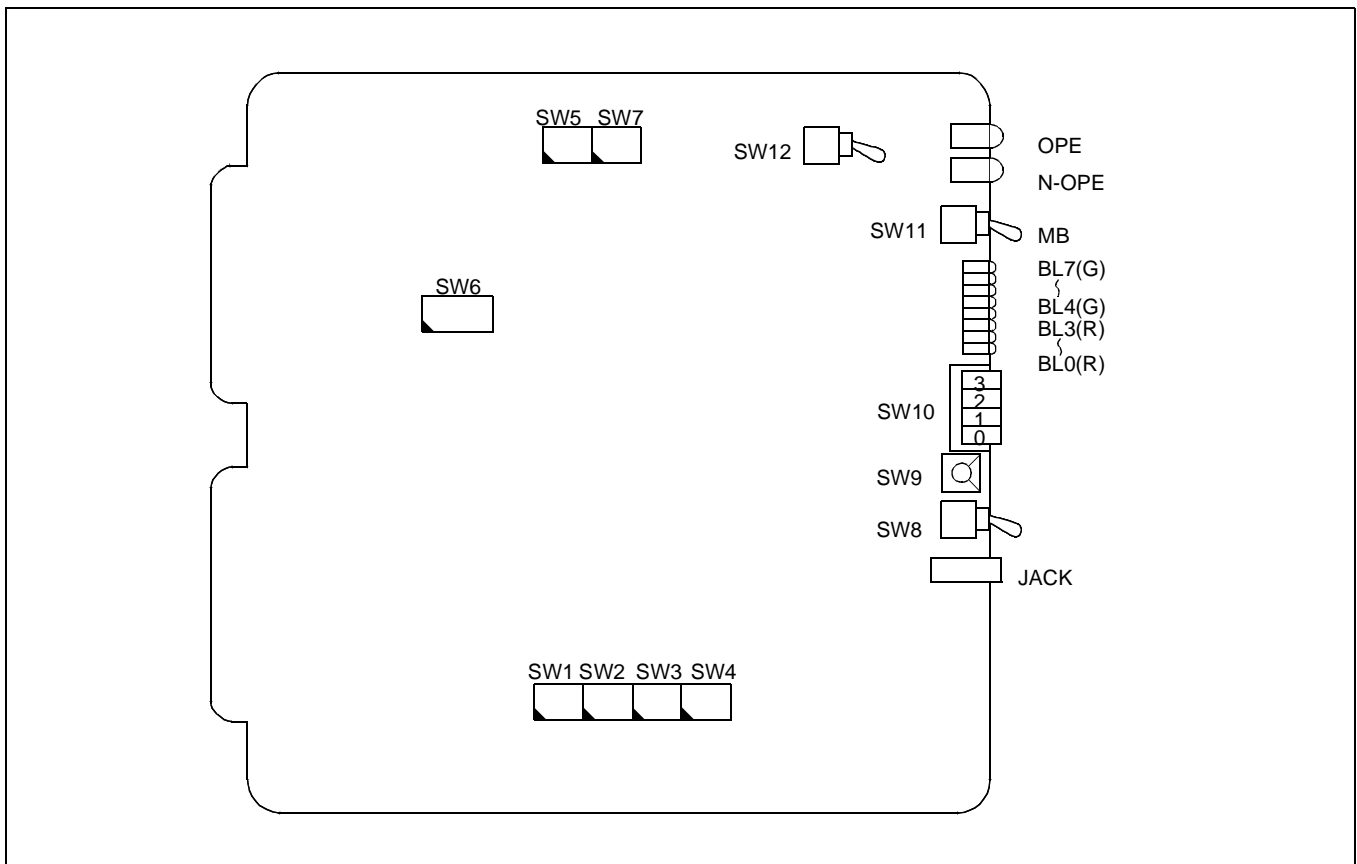 SW5 SW7
SW12
OPE
N-OPE
SW11
MB
BL7(G)
BL4(G)
BL3(R)
BL0(R)
SW6
3
2
1
0
SW10
SW9
SW8
JACK
SW1 SW2 SW3 SW4